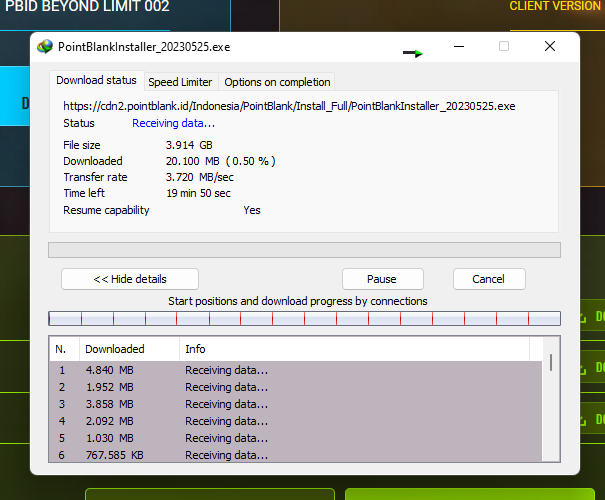 PBID BEYOND LIMIT 002
CLIENT VERSION
PointBlankInstaller_20230525.exe
Download status
Speed Limiter
Options on completion
https://cdn2.pointblank.id/Indonesia/PointBlank/Install_Full/PointBlankInstaller_20230525.exe
Status Receiving data...
File size 3.914 GB
Downloaded 20.100 MB ( 0.50 % )
Transfer rate 3.720 MB/sec
Time left 19 min 50 sec
Resume capability Yes
<< Hide details
Pause
Cancel
Start positions and download progress by connections
N. Downloaded Info
1 4.840 MB Receiving data...
2 1.952 MB Receiving data...
3 3.858 MB Receiving data...
4 2.092 MB Receiving data...
5 1.030 MB Receiving data...
6 767.585 KB Receiving data...